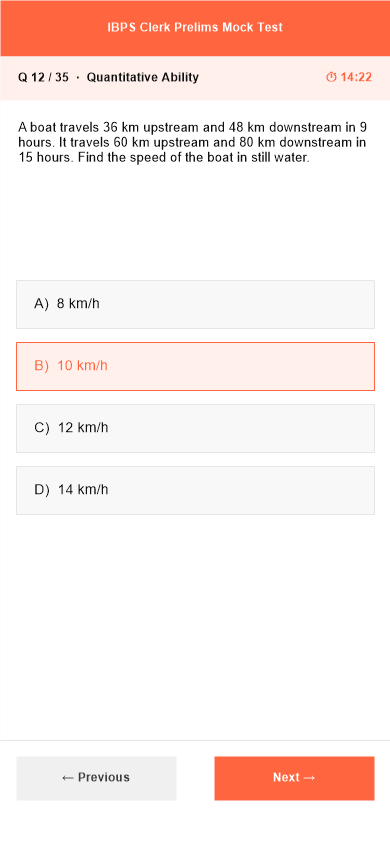 IBPS Clerk Prelims Mock Test
Q 12 / 35 · Quantitative Ability
⏱ 14:22
A boat travels 36 km upstream and 48 km downstream in 9
hours. It travels 60 km upstream and 80 km downstream in
15 hours. Find the speed of the boat in still water.
A) 8 km/h
B) 10 km/h
C) 12 km/h
D) 14 km/h
← Previous
Next →